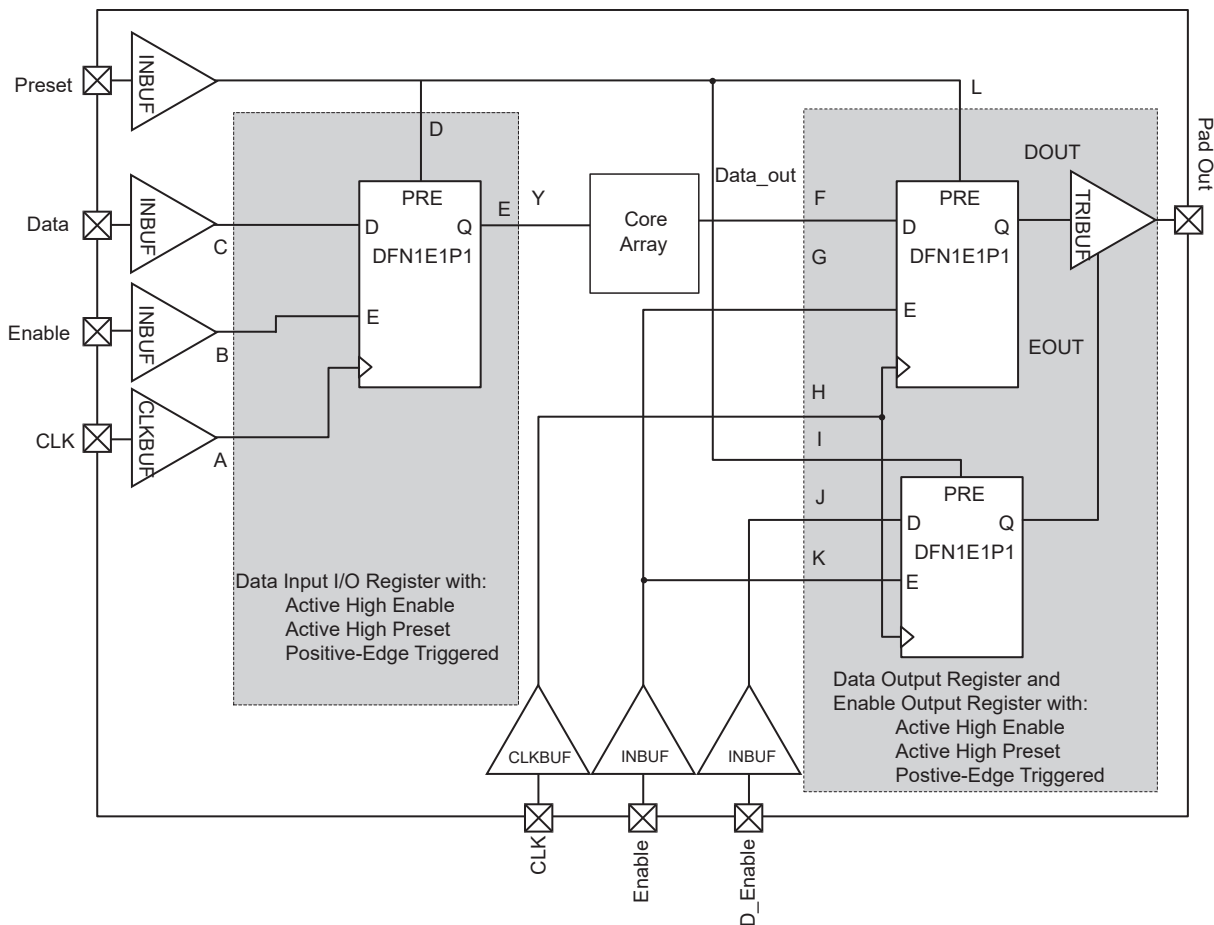 Preset
INBUF
L
D
Pad Out
DOUT
Data
INBUF
C
PRE
D
Q
DFN1E1P1
E
E
Y
Core
Array
Data_out
F
G
PRE
D
Q
DFN1E1P1
E
TRIBUF
EOUT
Enable
INBUF
B
CLK
CLKBUF
A
H
I
J
K
PRE
D
Q
DFN1E1P1
E
Data Input I/O Register with:
Active High Enable
Active High Preset
Positive-Edge Triggered
Data Output Register and
Enable Output Register with:
Active High Enable
Active High Preset
Postive-Edge Triggered
CLKBUF
INBUF
INBUF
CLK
Enable
D_Enable